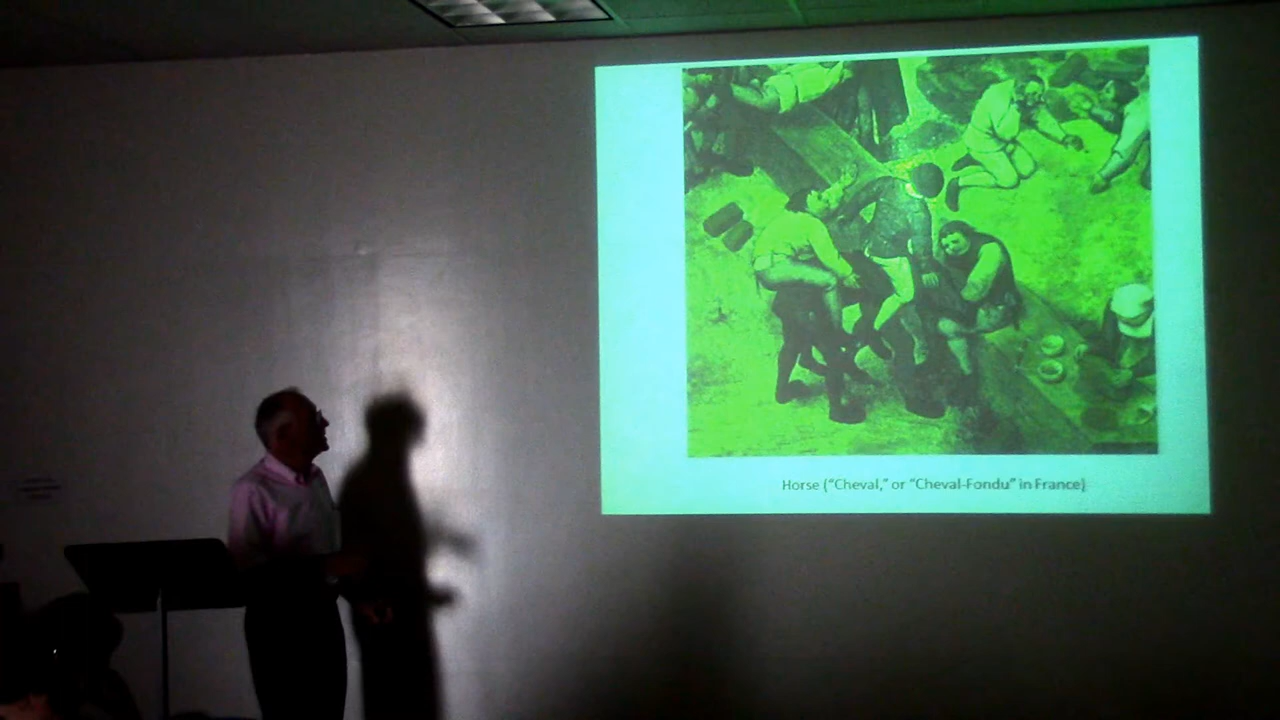 Horse ("Cheval," or "Cheval-Fondu" in France)